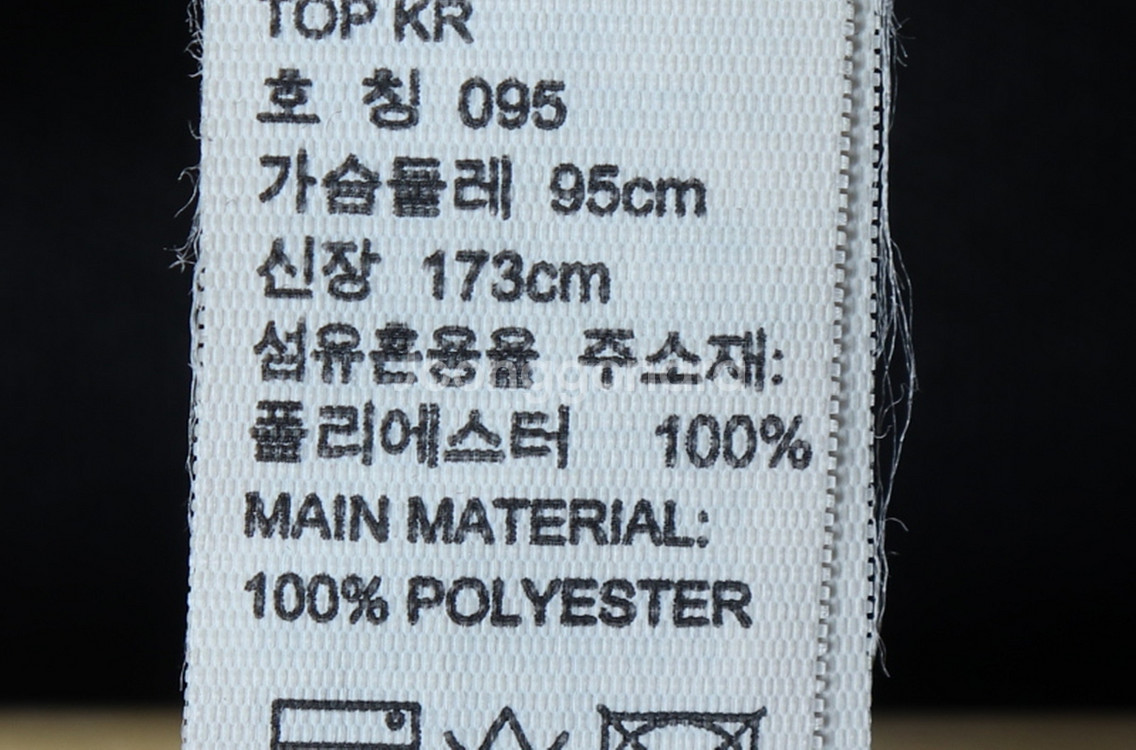 TOP KR
호 칭 095
가슴둘레 95cm
신장 173cm
섬유혼용율 주소재:
폴리에스터 100%
MAIN MATERIAL:
100% POLYESTER